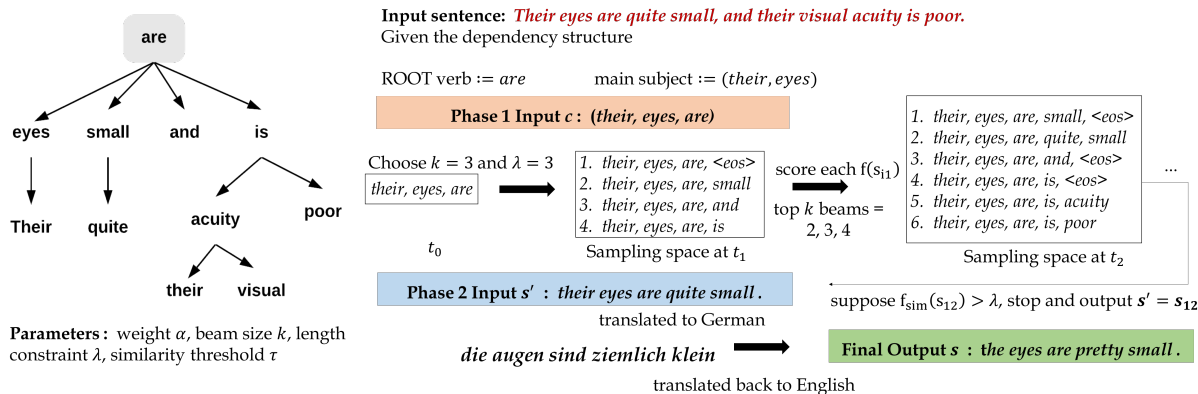 are
eyes
small
and
is
Their
quite
acuity
poor
their
visual
Parameters : weight α, beam size k, length
constraint λ, similarity threshold τ
Input sentence: Their eyes are quite small, and their visual acuity is poor.
Given the dependency structure
ROOT verb := are
main subject := (their, eyes)
Phase 1 Input c : (their, eyes, are)
Choose k = 3 and λ = 3
their, eyes, are
t₀
1. their, eyes, are, <eos>
2. their, eyes, are, small
3. their, eyes, are, and
4. their, eyes, are, is
Sampling space at t₁
score each f(sᵢ₁)
top k beams =
2, 3, 4
1. their, eyes, are, small, <eos>
2. their, eyes, are, quite, small
3. their, eyes, are, and, <eos>
4. their, eyes, are, is, <eos>
5. their, eyes, are, is, acuity
6. their, eyes, are, is, poor
Sampling space at t₂
...
suppose f_sim(s₁₂) > λ, stop and output s′ = s₁₂
Phase 2 Input s′ : their eyes are quite small .
translated to German
die augen sind ziemlich klein
translated back to English
Final Output s : the eyes are pretty small .